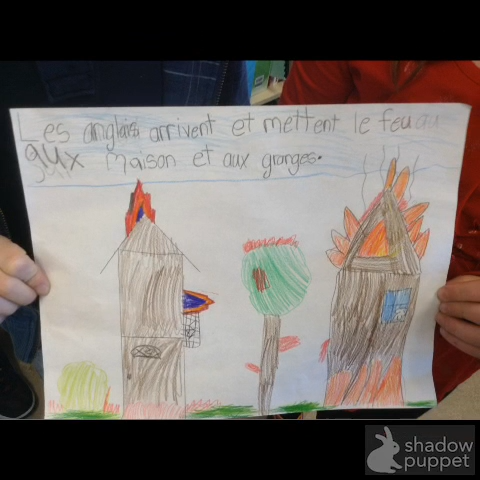 Les anglais arrivent et mettent le feu au
aux maison et aux granges.
shadow
puppet